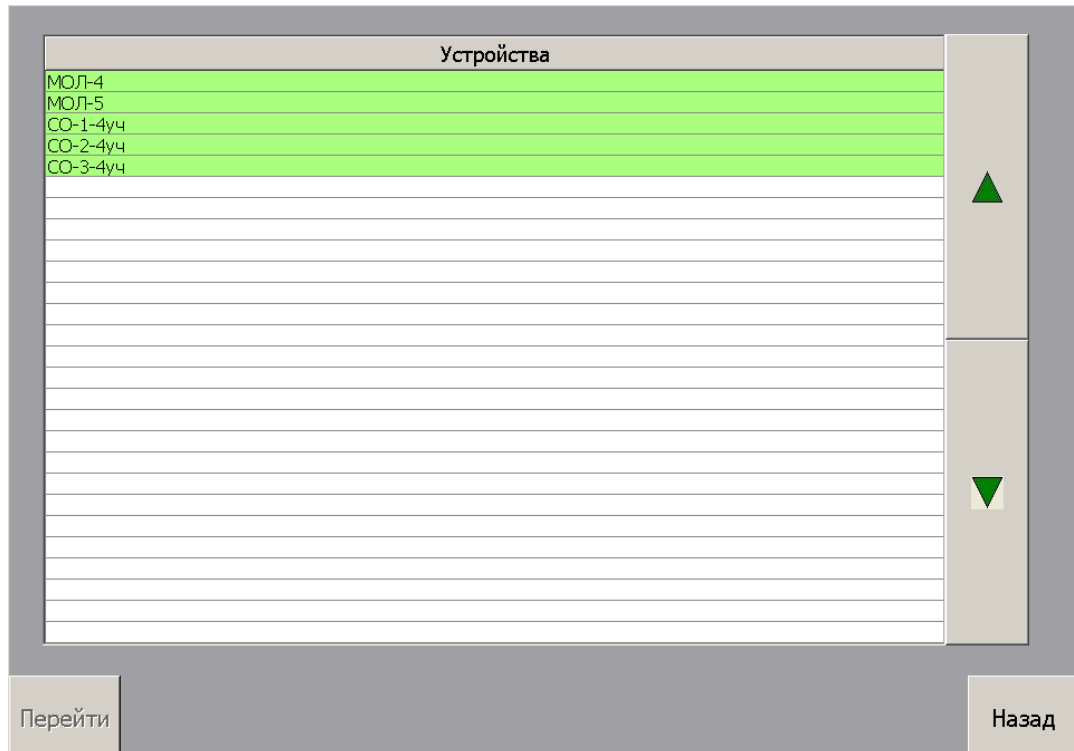 Устройства
МОЛ-4
МОЛ-5
СО-1-4уч
СО-2-4уч
СО-3-4уч
Перейти
Назад